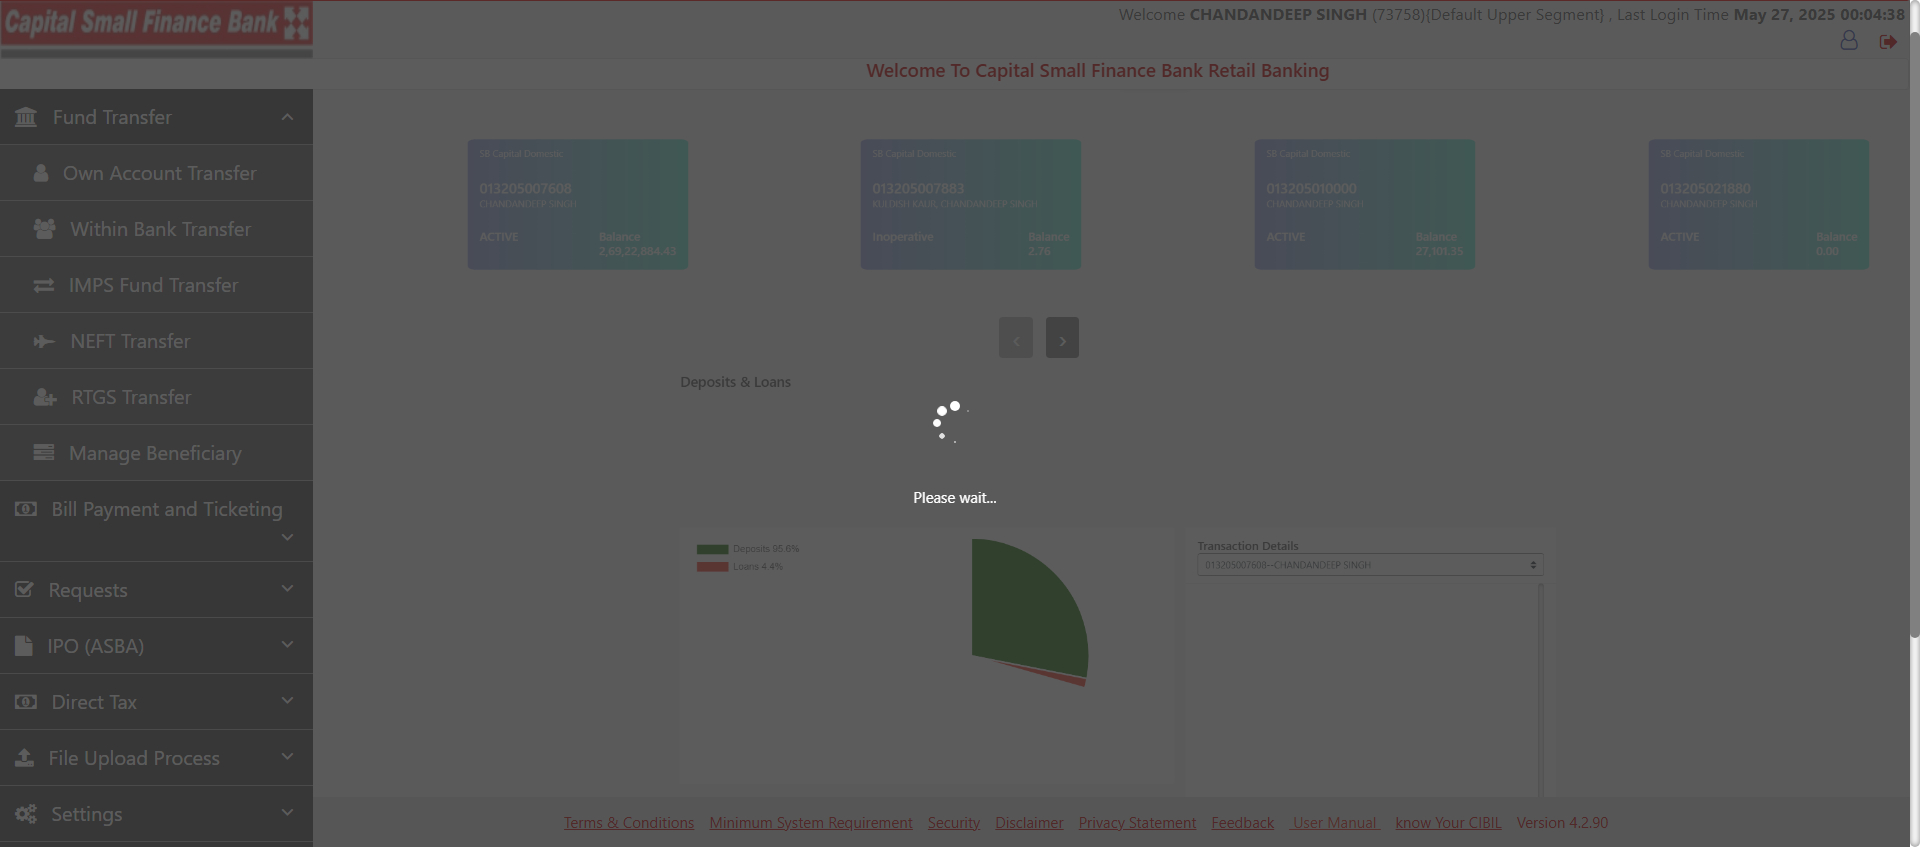 Capital Small Finance Bank
Welcome CHANDANDEEP SINGH (73758){Default Upper Segment} , Last Login Time May 27, 2025 00:04:38
Welcome To Capital Small Finance Bank Retail Banking
Fund Transfer
Own Account Transfer
Within Bank Transfer
IMPS Fund Transfer
NEFT Transfer
RTGS Transfer
Manage Beneficiary
Bill Payment and Ticketing
Requests
IPO (ASBA)
Direct Tax
File Upload Process
Settings
SB Capital Domestic
013205007608
CHANDANDEEP SINGH
ACTIVE
Balance
2,69,22,884.43
SB Capital Domestic
013205007883
KULDISH KAUR, CHANDANDEEP SINGH
Inoperative
Balance
2.76
SB Capital Domestic
013205010000
CHANDANDEEP SINGH
ACTIVE
Balance
27,101.35
SB Capital Domestic
013205021880
CHANDANDEEP SINGH
ACTIVE
Balance
0.00
Deposits & Loans
Please wait...
Deposits 95.6%
Loans 4.4%
Transaction Details
013205007608--CHANDANDEEP SINGH
Terms & Conditions Minimum System Requirement Security Disclaimer Privacy Statement Feedback User Manual know Your CIBIL Version 4.2.90